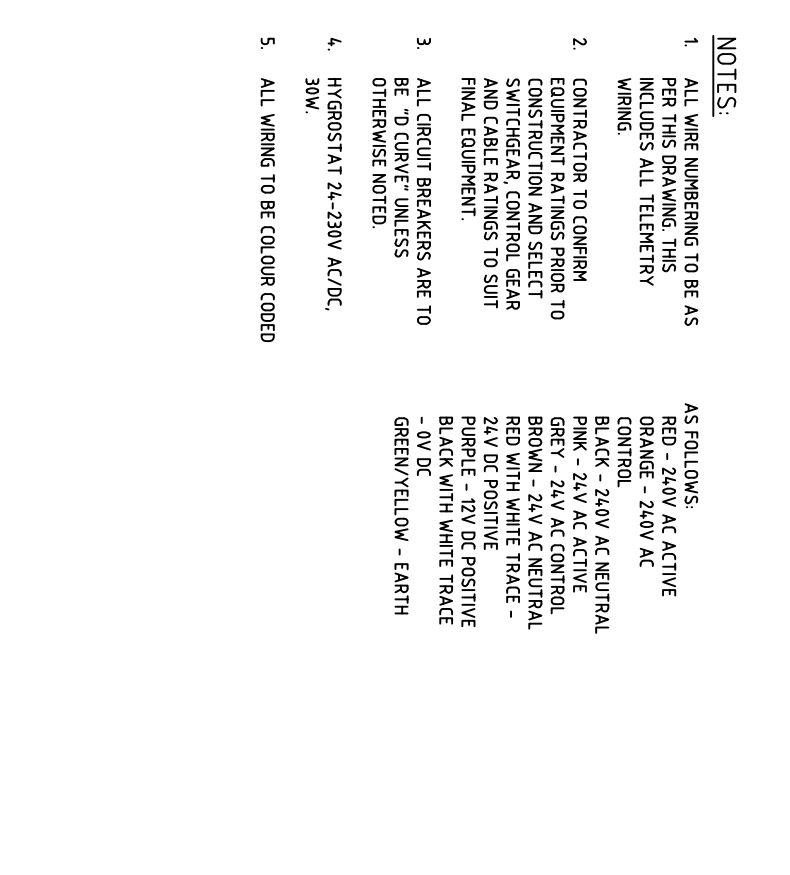 NOTES:
1. ALL WIRE NUMBERING TO BE AS
PER THIS DRAWING. THIS
INCLUDES ALL TELEMETRY
WIRING.
2. CONTRACTOR TO CONFIRM
EQUIPMENT RATINGS PRIOR TO
CONSTRUCTION AND SELECT
SWITCHGEAR, CONTROL GEAR
AND CABLE RATINGS TO SUIT
FINAL EQUIPMENT.
3. ALL CIRCUIT BREAKERS ARE TO
BE "D CURVE" UNLESS
OTHERWISE NOTED.
4. HYGROSTAT 24-230V AC/DC,
30W.
5. ALL WIRING TO BE COLOUR CODED
AS FOLLOWS:
RED - 240V AC ACTIVE
ORANGE - 240V AC
CONTROL
BLACK - 240V AC NEUTRAL
PINK - 24V AC ACTIVE
GREY - 24V AC CONTROL
BROWN - 24V AC NEUTRAL
RED WITH WHITE TRACE -
24V DC POSITIVE
PURPLE - 12V DC POSITIVE
BLACK WITH WHITE TRACE
- 0V DC
GREEN/YELLOW - EARTH